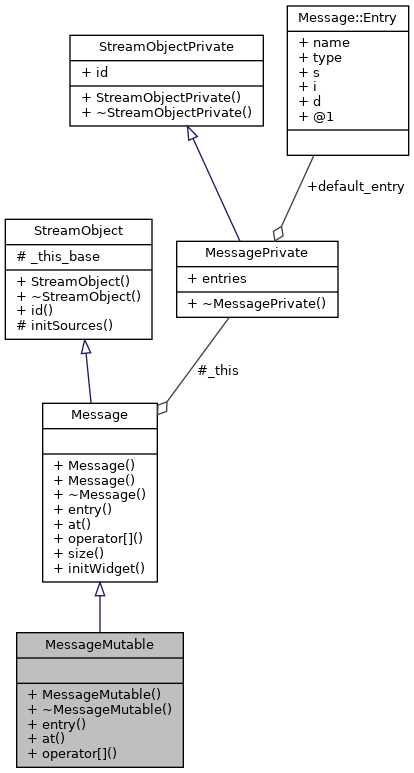 Message::Entry
+ name
+ type
+ s
+ i
+ d
+ @1
StreamObjectPrivate
+ id
+ StreamObjectPrivate()
+ ~StreamObjectPrivate()
+default_entry
StreamObject
# _this_base
+ StreamObject()
+ ~StreamObject()
+ id()
# initSources()
MessagePrivate
+ entries
+ ~MessagePrivate()
#_this
Message
+ Message()
+ Message()
+ ~Message()
+ entry()
+ at()
+ operator[]()
+ size()
+ initWidget()
MessageMutable
+ MessageMutable()
+ ~MessageMutable()
+ entry()
+ at()
+ operator[]()